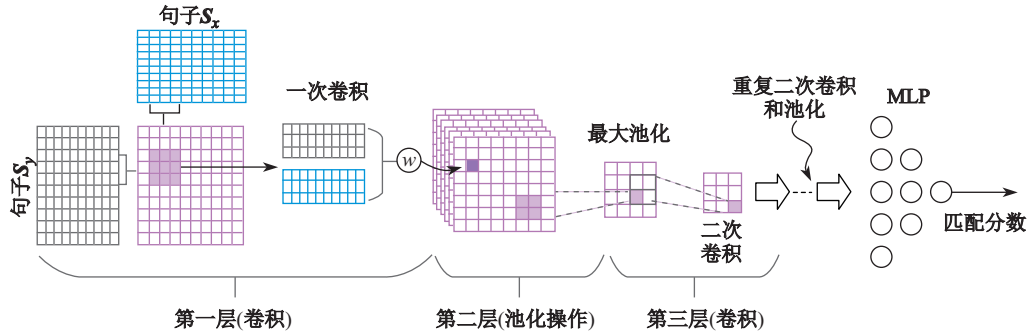 句子Sx
句子Sy
一次卷积
w
最大池化
二次
卷积
重复二次卷积
和池化
MLP
匹配分数
第一层(卷积)
第二层(池化操作)
第三层(卷积)